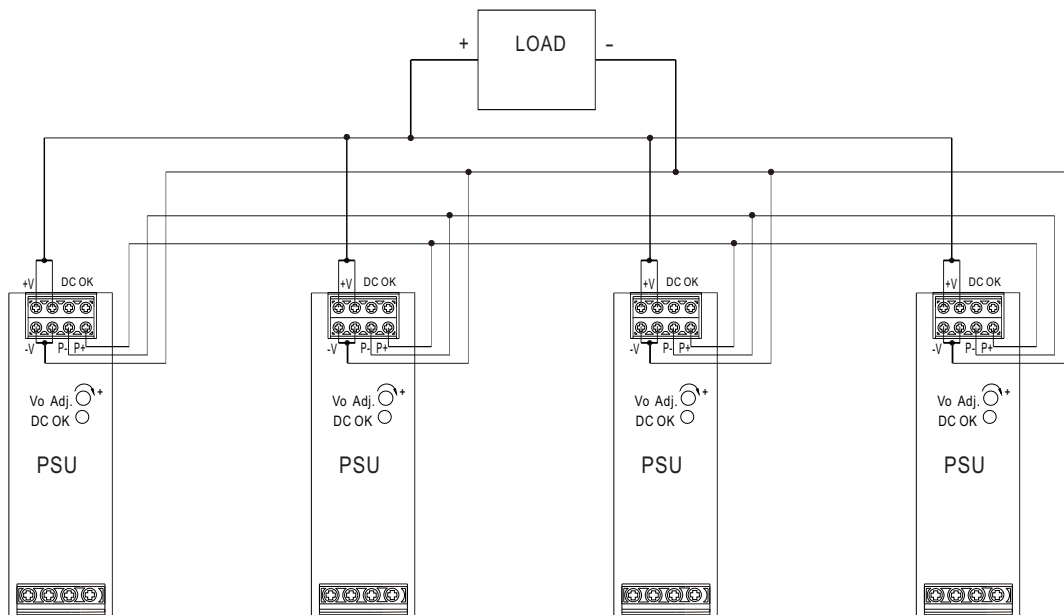 + LOAD -
+V DC OK
+V DC OK
+V DC OK
+V DC OK
-V P- P+
-V P- P+
-V P- P+
-V P- P+
Vo Adj. +
DC OK
Vo Adj. +
DC OK
Vo Adj. +
DC OK
Vo Adj. +
DC OK
PSU
PSU
PSU
PSU